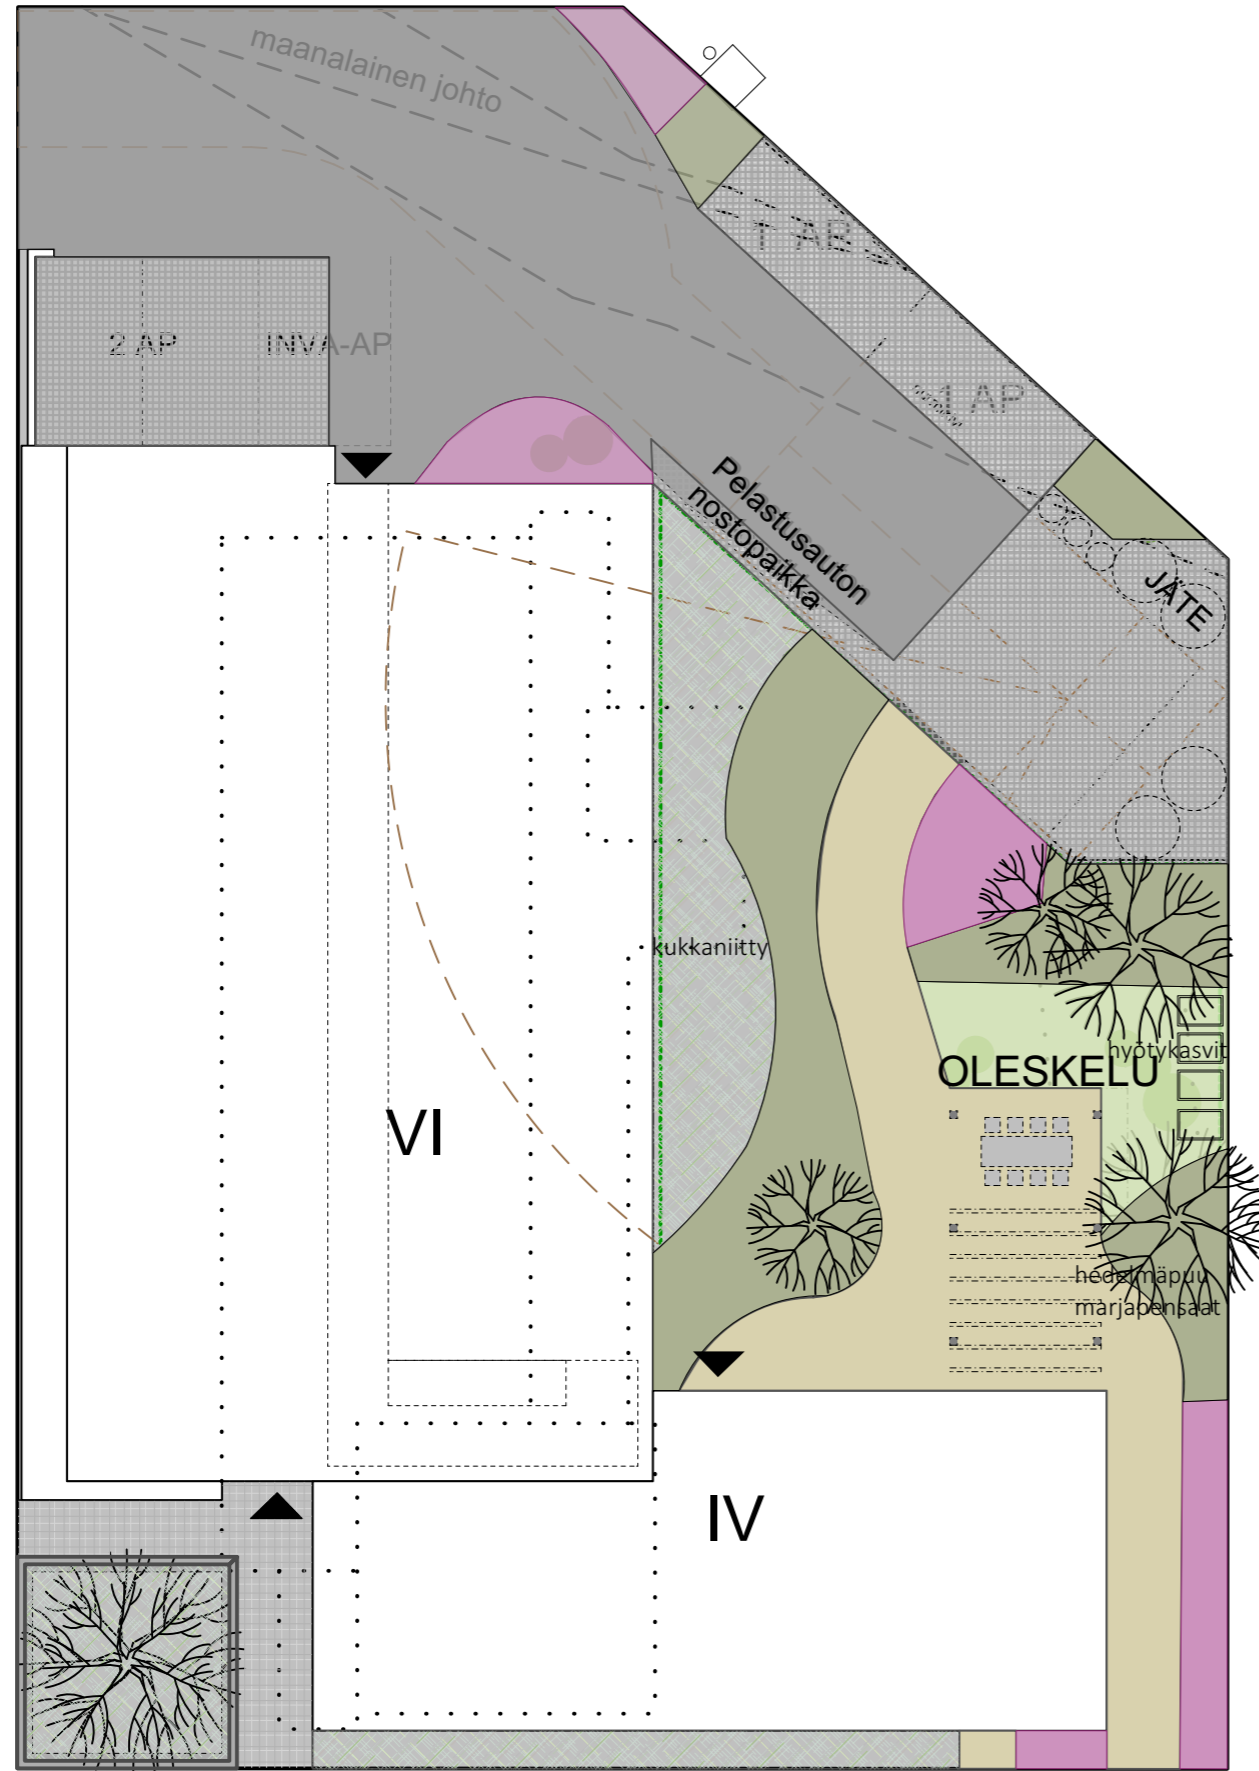 maanalainen johto
1 AP
2 AP
INVA-AP
1 AP
Pelastusauton
nostopaikka
JÄTE
kukkaniitty
hyötykasvit
OLESKELU
VI
hedelmäpuu
marjapensaat
IV